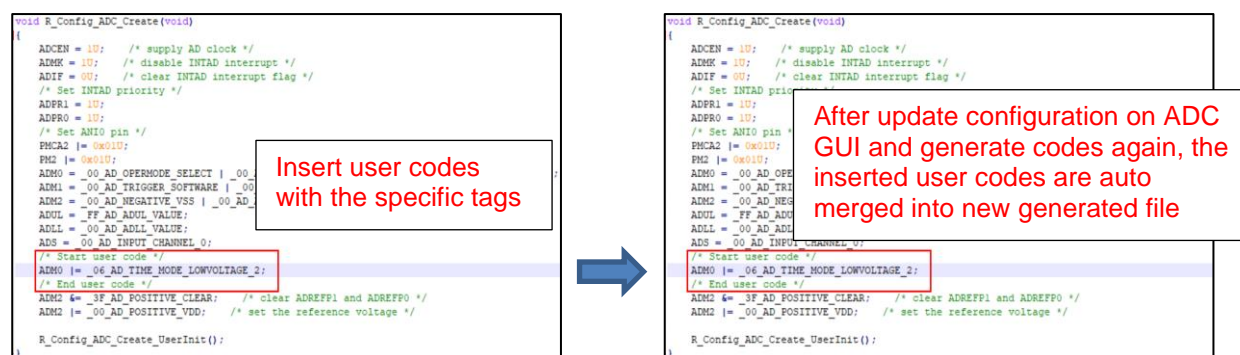 void R_Config_ADC_Create(void)
{
ADCEN = 1U; /* supply AD clock */
ADMK = 1U; /* disable INTAD interrupt */
ADIF = 0U; /* clear INTAD interrupt flag */
/* Set INTAD priority */
ADPR1 = 1U;
ADPR0 = 1U;
/* Set ANI0 pin */
PMCA2 |= 0x01U;
PM2 |= 0x01U;
ADM0 = _00_AD_OPERMODE_SELECT | _00_
ADM1 = _00_AD_TRIGGER_SOFTWARE | _00_
ADM2 = _00_AD_NEGATIVE_VSS | _00_AD_
ADUL = _FF_AD_ADUL_VALUE;
ADLL = _00_AD_ADLL_VALUE;
ADS = _00_AD_INPUT_CHANNEL_0;
/* Start user code */
ADM0 |= _06_AD_TIME_MODE_LOWVOLTAGE_2;
/* End user code */
ADM2 &= _3F_AD_POSITIVE_CLEAR; /* clear ADREFP1 and ADREFP0 */
ADM2 |= _00_AD_POSITIVE_VDD; /* set the reference voltage */
R_Config_ADC_Create_UserInit();
}
Insert user codes
with the specific tags
void R_Config_ADC_Create(void)
{
ADCEN = 1U; /* supply AD clock */
ADMK = 1U; /* disable INTAD interrupt */
ADIF = 0U; /* clear INTAD interrupt flag */
/* Set INTAD prio
ADPR1 = 1U;
ADPR0 = 1U;
/* Set ANI0 pin *
PMCA2 |= 0x01U;
PM2 |= 0x01U;
ADM0 = _00_AD_OPE
ADM1 = _00_AD_TRI
ADM2 = _00_AD_NEG
ADUL = _FF_AD_ADU
ADLL = _00_AD_ADL
ADS = _00_AD_INPUT_CHANNEL_0;
/* Start user code */
ADM0 |= _06_AD_TIME_MODE_LOWVOLTAGE_2;
/* End user code */
ADM2 &= _3F_AD_POSITIVE_CLEAR; /* clear ADREFP1 and ADREFP0 */
ADM2 |= _00_AD_POSITIVE_VDD; /* set the reference voltage */
R_Config_ADC_Create_UserInit();
}
After update configuration on ADC
GUI and generate codes again, the
inserted user codes are auto
merged into new generated file